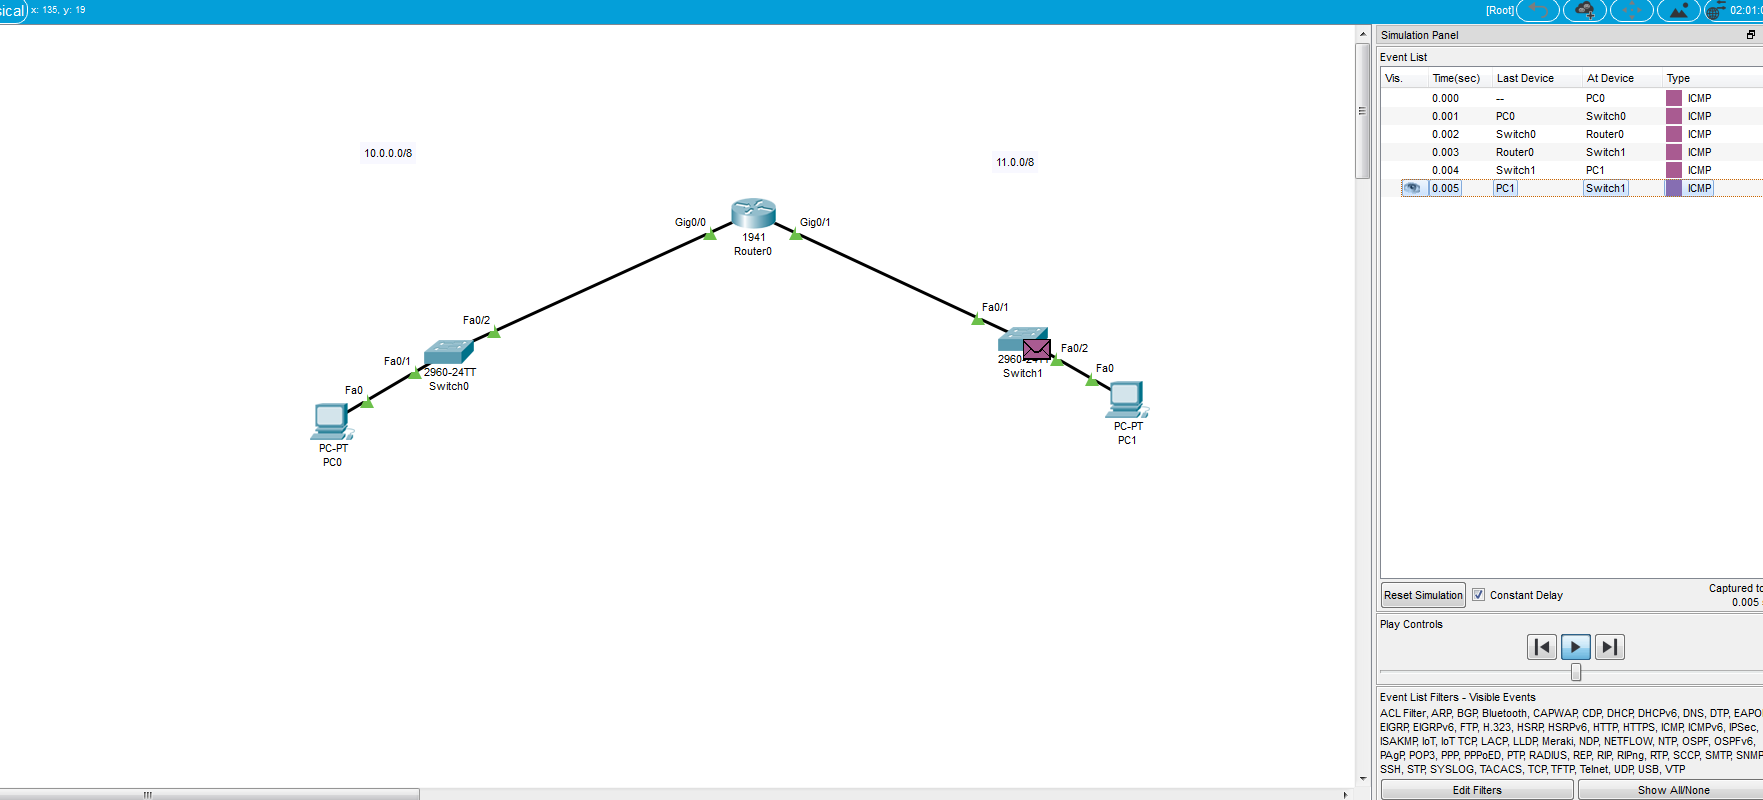 sical x: 135, y: 19
[Root] 02:01:0
10.0.0.0/8
11.0.0/8
Gig0/0
Gig0/1
1941
Router0
Fa0/2
Fa0/1
2960-24TT
Switch0
Fa0
PC-PT
PC0
Fa0/1
2960-24TT
Switch1
Fa0/2
Fa0
PC-PT
PC1
Simulation Panel
Event List
Vis. Time(sec) Last Device At Device Type
0.000 -- PC0 ICMP
0.001 PC0 Switch0 ICMP
0.002 Switch0 Router0 ICMP
0.003 Router0 Switch1 ICMP
0.004 Switch1 PC1 ICMP
0.005 PC1 Switch1 ICMP
Reset Simulation Constant Delay
Captured to
0.005
Play Controls
Event List Filters - Visible Events
ACL Filter, ARP, BGP, Bluetooth, CAPWAP, CDP, DHCP, DHCPv6, DNS, DTP, EAPO
EIGRP, EIGRPv6, FTP, H.323, HSRP, HSRPv6, HTTP, HTTPS, ICMP, ICMPv6, IPSec,
ISAKMP, IoT, IoT TCP, LACP, LLDP, Meraki, NDP, NETFLOW, NTP, OSPF, OSPFv6,
PAgP, POP3, PPP, PPPoED, PTP, RADIUS, REP, RIP, RIPng, RTP, SCCP, SMTP, SNMP
SSH, STP, SYSLOG, TACACS, TCP, TFTP, Telnet, UDP, USB, VTP
Edit Filters Show All/None